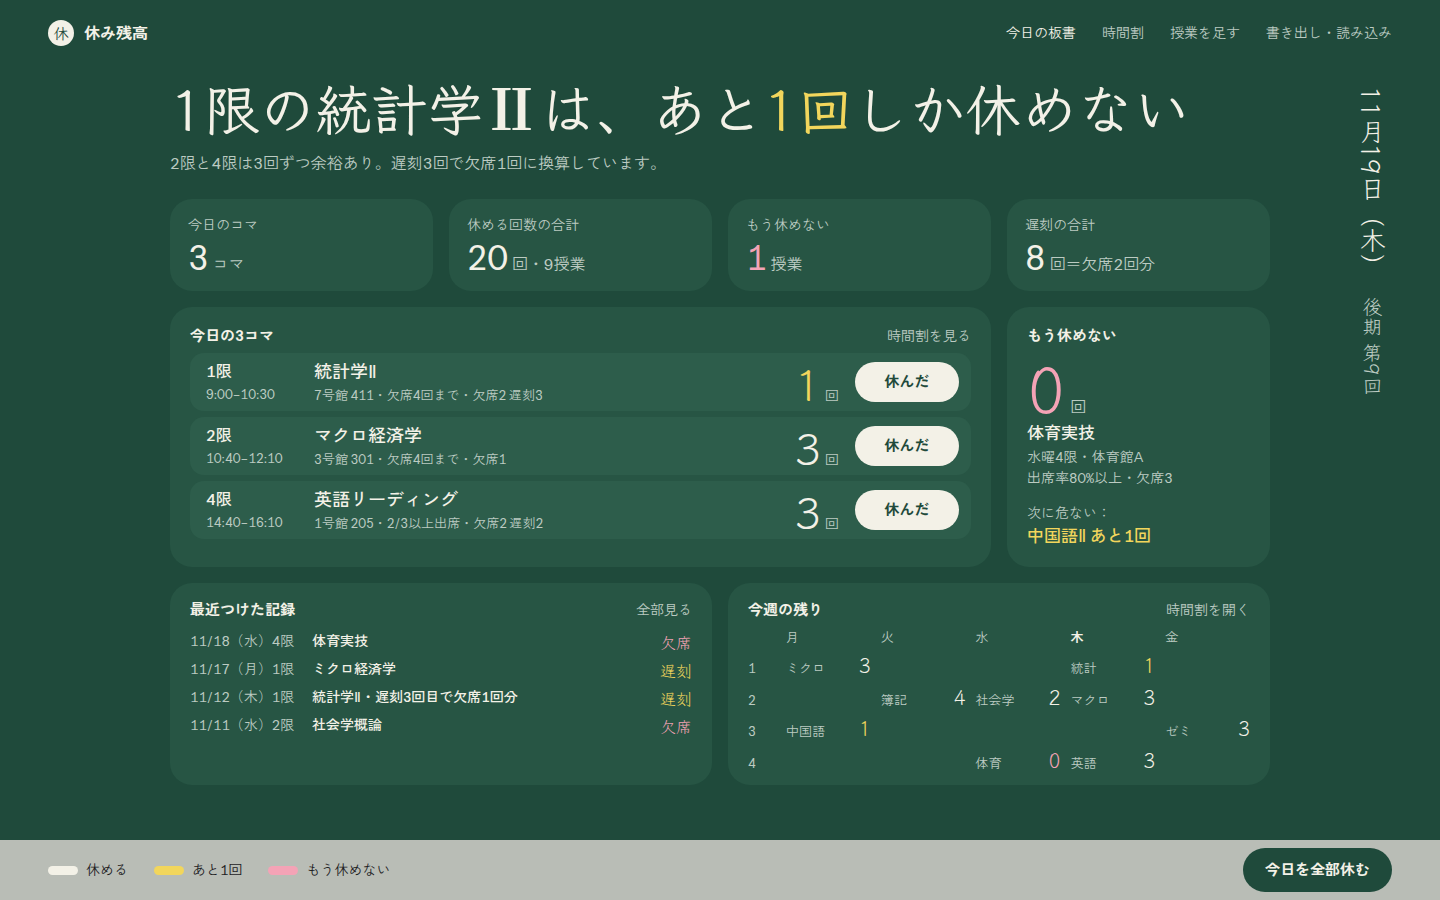 休 休み残高
今日の板書 時間割 授業を足す 書き出し・読み込み
1限の統計学Ⅱは、あと1回しか休めない
2限と4限は3回ずつ余裕あり。遅刻3回で欠席1回に換算しています。
11月19日（木） 後期 第9回
今日のコマ
3 コマ
休める回数の合計
20 回・9授業
もう休めない
1 授業
遅刻の合計
8 回＝欠席2回分
今日の3コマ 時間割を見る
1限 統計学Ⅱ
9:00–10:30 7号館 411・欠席4回まで・欠席2 遅刻3
1 回 休んだ
2限 マクロ経済学
10:40–12:10 3号館 301・欠席4回まで・欠席1
3 回 休んだ
4限 英語リーディング
14:40–16:10 1号館 205・2/3以上出席・欠席2 遅刻2
3 回 休んだ
もう休めない
0 回
体育実技
水曜4限・体育館A
出席率80%以上・欠席3
次に危ない：
中国語Ⅱ あと1回
最近つけた記録 全部見る
11/18（水）4限 体育実技 欠席
11/17（月）1限 ミクロ経済学 遅刻
11/12（木）1限 統計学Ⅱ・遅刻3回目で欠席1回分 遅刻
11/11（水）2限 社会学概論 欠席
今週の残り 時間割を開く
月 火 水 木 金
1 ミクロ 3 統計 1
2 簿記 4 社会学 2 マクロ 3
3 中国語 1 ゼミ 3
4 体育 0 英語 3
休める あと1回 もう休めない 今日を全部休む